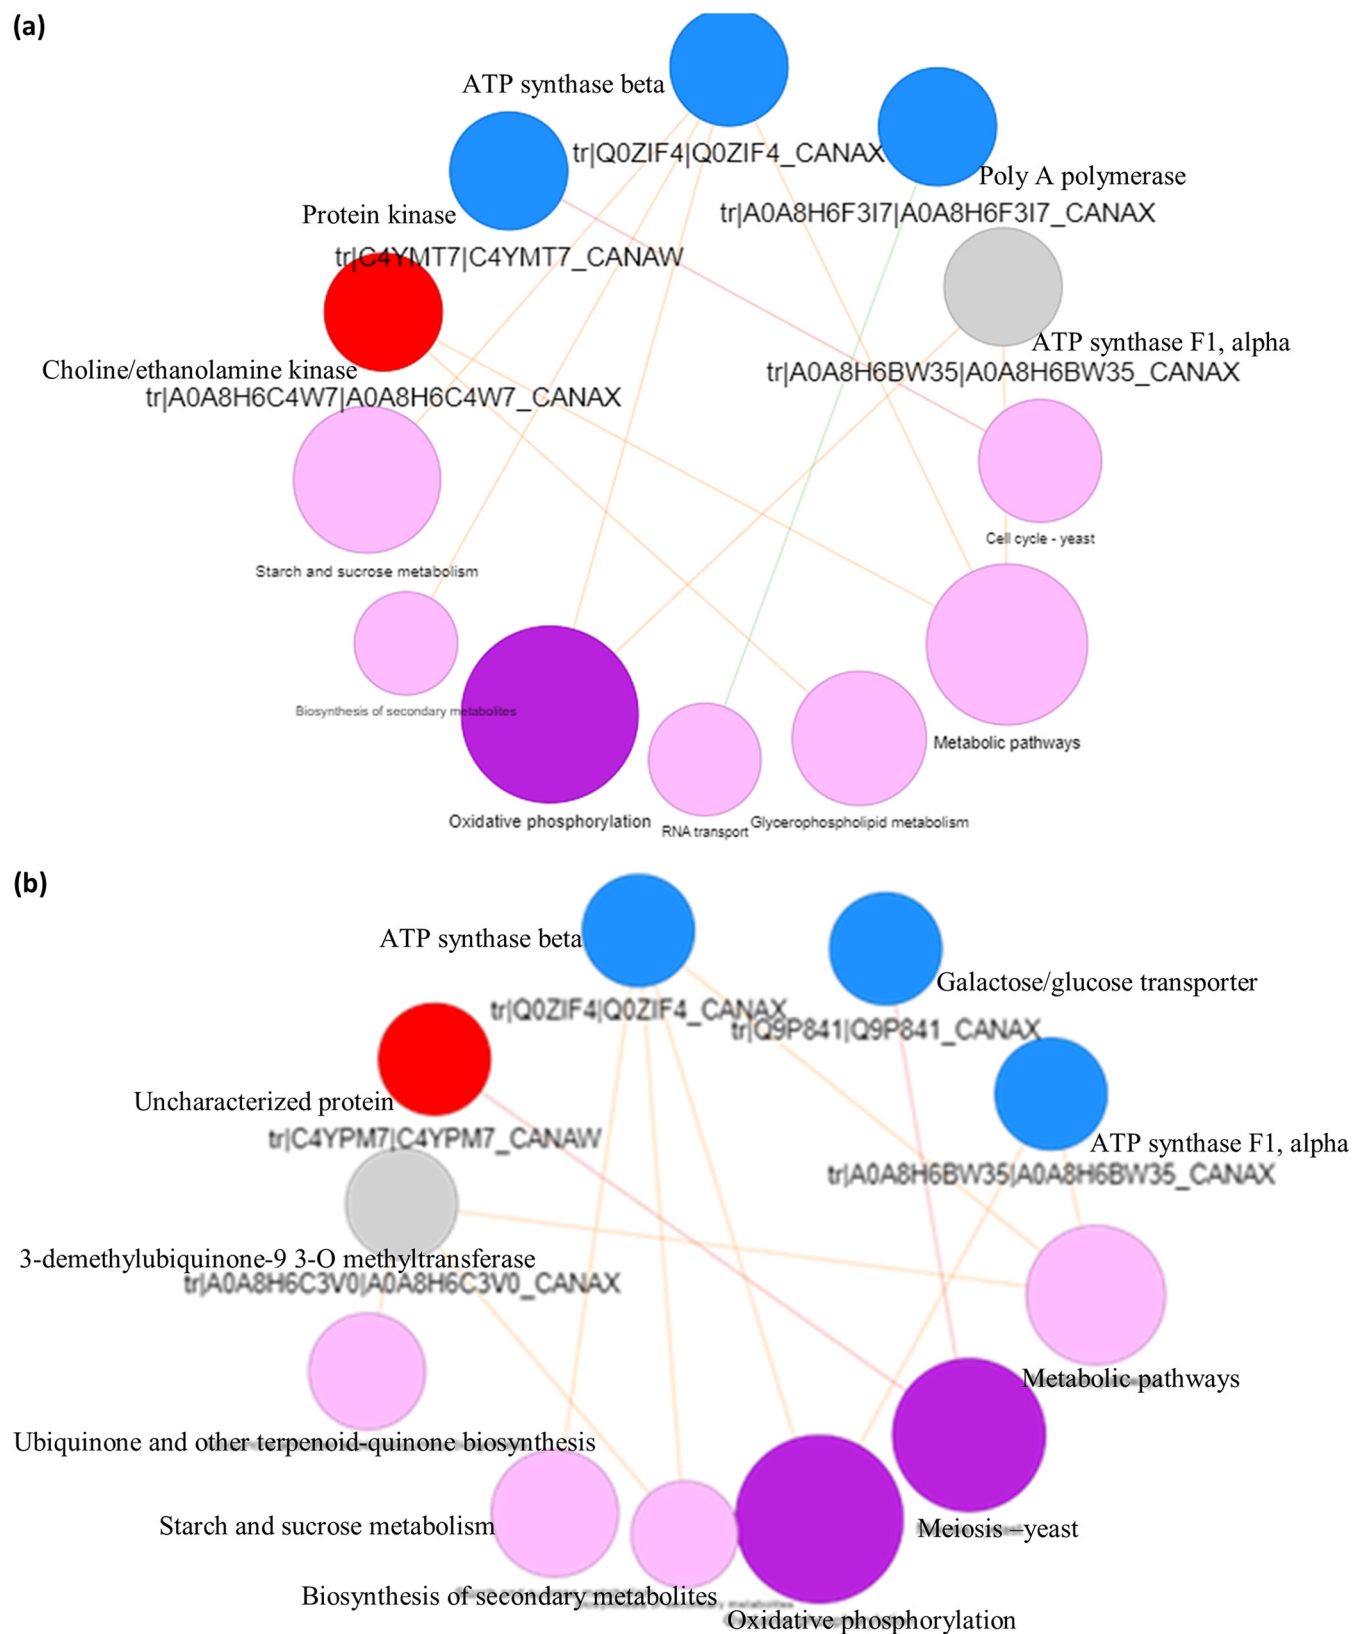 (a)
ATP synthase beta
tr|Q0ZIF4|Q0ZIF4_CANAX
Poly A polymerase
Protein kinase
tr|A0A8H6F3I7|A0A8H6F3I7_CANAX
tr|C4YMT7|C4YMT7_CANAW
ATP synthase F1, alpha
Choline/ethanolamine kinase
tr|A0A8H6BW35|A0A8H6BW35_CANAX
tr|A0A8H6C4W7|A0A8H6C4W7_CANAX
Cell cycle - yeast
Starch and sucrose metabolism
Biosynthesis of secondary metabolites
Metabolic pathways
Oxidative phosphorylation
RNA transport
Glycerophospholipid metabolism
(b)
ATP synthase beta
Galactose/glucose transporter
tr|Q0ZIF4|Q0ZIF4_CANAX
tr|Q9P841|Q9P841_CANAX
Uncharacterized protein
tr|C4YPM7|C4YPM7_CANAW
ATP synthase F1, alpha
tr|A0A8H6BW35|A0A8H6BW35_CANAX
3-demethylubiquinone-9 3-O methyltransferase
tr|A0A8H6C3V0|A0A8H6C3V0_CANAX
Metabolic pathways
Ubiquinone and other terpenoid-quinone biosynthesis
Starch and sucrose metabolism
Meiosis –yeast
Biosynthesis of secondary metabolites
Oxidative phosphorylation